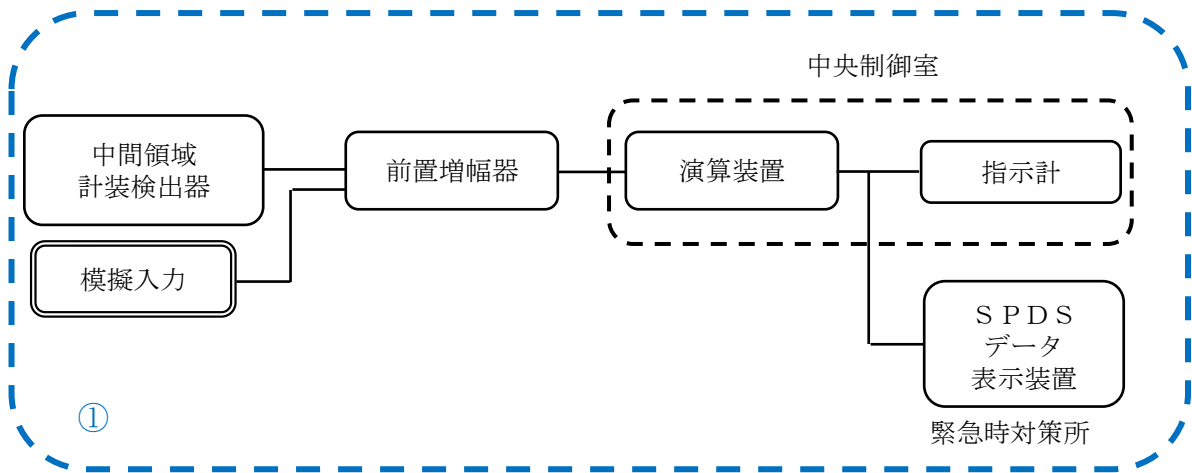 中央制御室
中間領域
計装検出器
前置増幅器
演算装置
指示計
模擬入力
ＳＰＤＳ
データ
表示装置
①
緊急時対策所